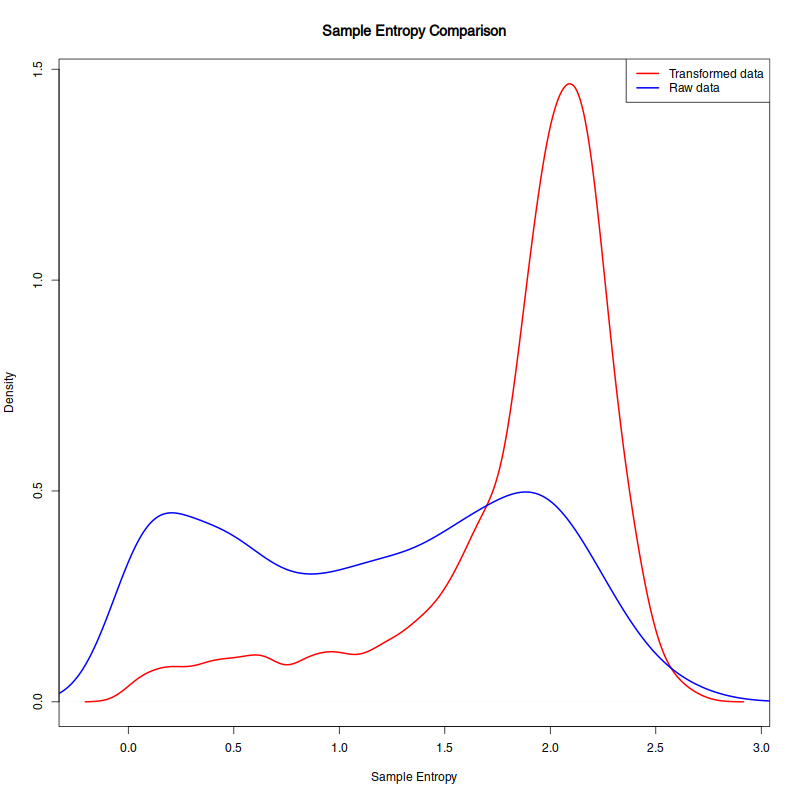 Sample Entropy Comparison
Transformed data
Raw data
1.5
1.0
0.5
0.0
Density
0.0 0.5 1.0 1.5 2.0 2.5 3.0
Sample Entropy